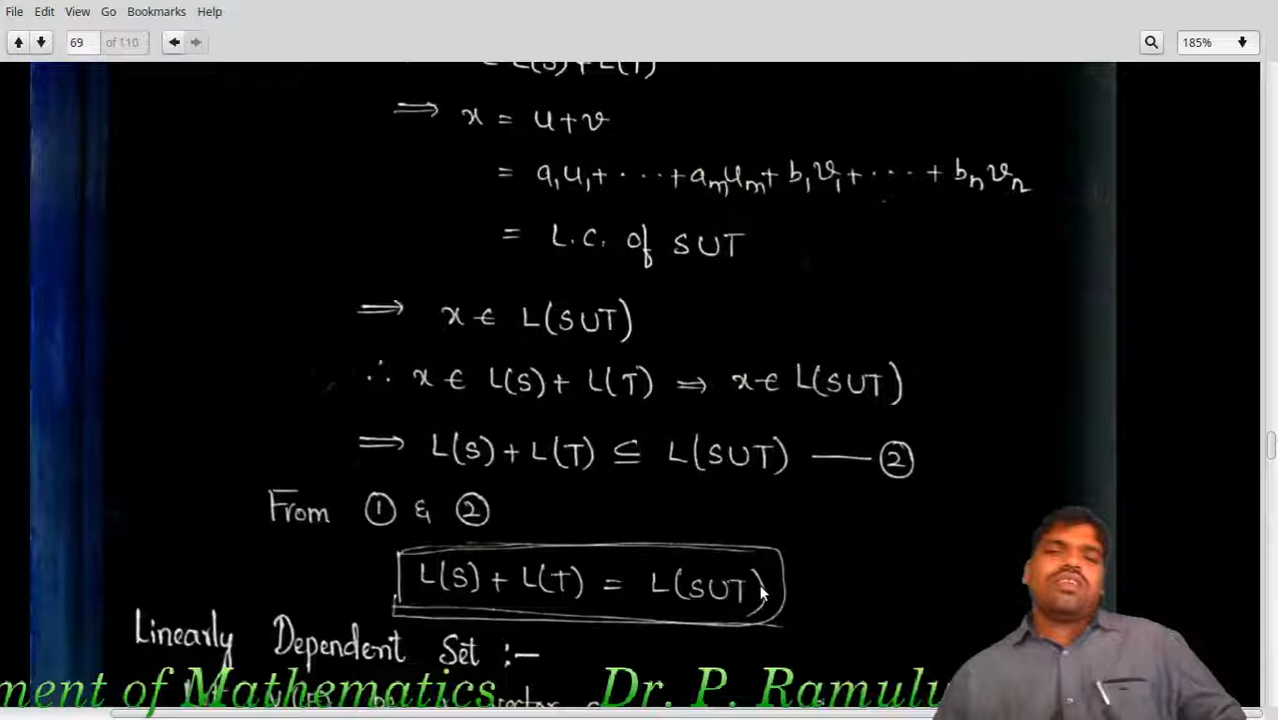 File Edit View Go Bookmarks Help
69 of 110 185%
L(S)+L(T)
⟹ x = u+v
= a₁u₁+ · · · +aₘuₘ+ b₁v₁+ · · · + bₙvₙ
= L.C. of S∪T
⟹ x ∈ L(S∪T)
∴ x ∈ L(S)+ L(T) ⟹ x ∈ L(S∪T)
⟹ L(S)+L(T) ⊆ L(S∪T) —— ②
From ① & ②
L(S)+L(T) = L(S∪T)
Linearly Dependent Set :-
ment of Mathematics Dr. P. Ramulu